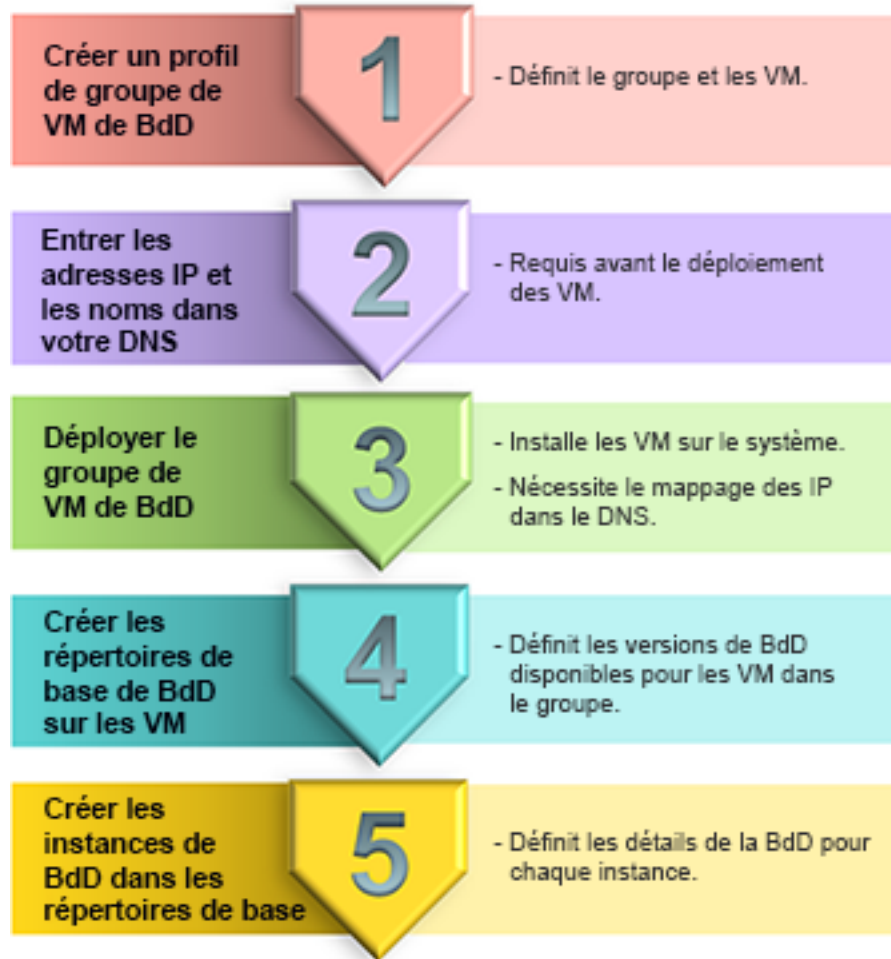 Créer un profil
de groupe de
VM de BdD
1
- Définit le groupe et les VM.
Entrer les
adresses IP et
les noms dans
votre DNS
2
- Requis avant le déploiement
des VM.
Déployer le
groupe de
VM de BdD
3
- Installe les VM sur le système.
- Nécessite le mappage des IP
dans le DNS.
Créer les
répertoires de
base de BdD
sur les VM
4
- Définit les versions de BdD
disponibles pour les VM dans
le groupe.
Créer les
instances de
BdD dans les
répertoires de base
5
- Définit les détails de la BdD pour
chaque instance.